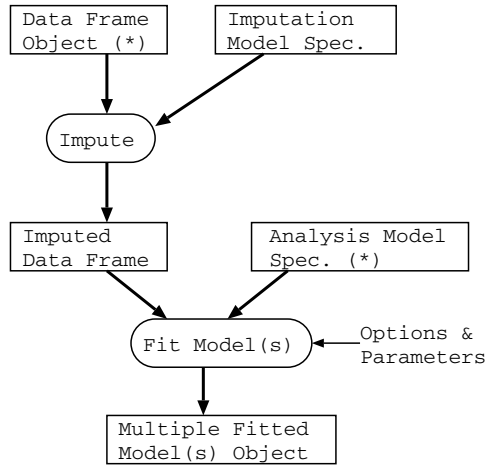 Data Frame
Object (*)
Imputation
Model Spec.
Impute
Imputed
Data Frame
Analysis Model
Spec. (*)
Fit Model(s)
Options &
Parameters
Multiple Fitted
Model(s) Object